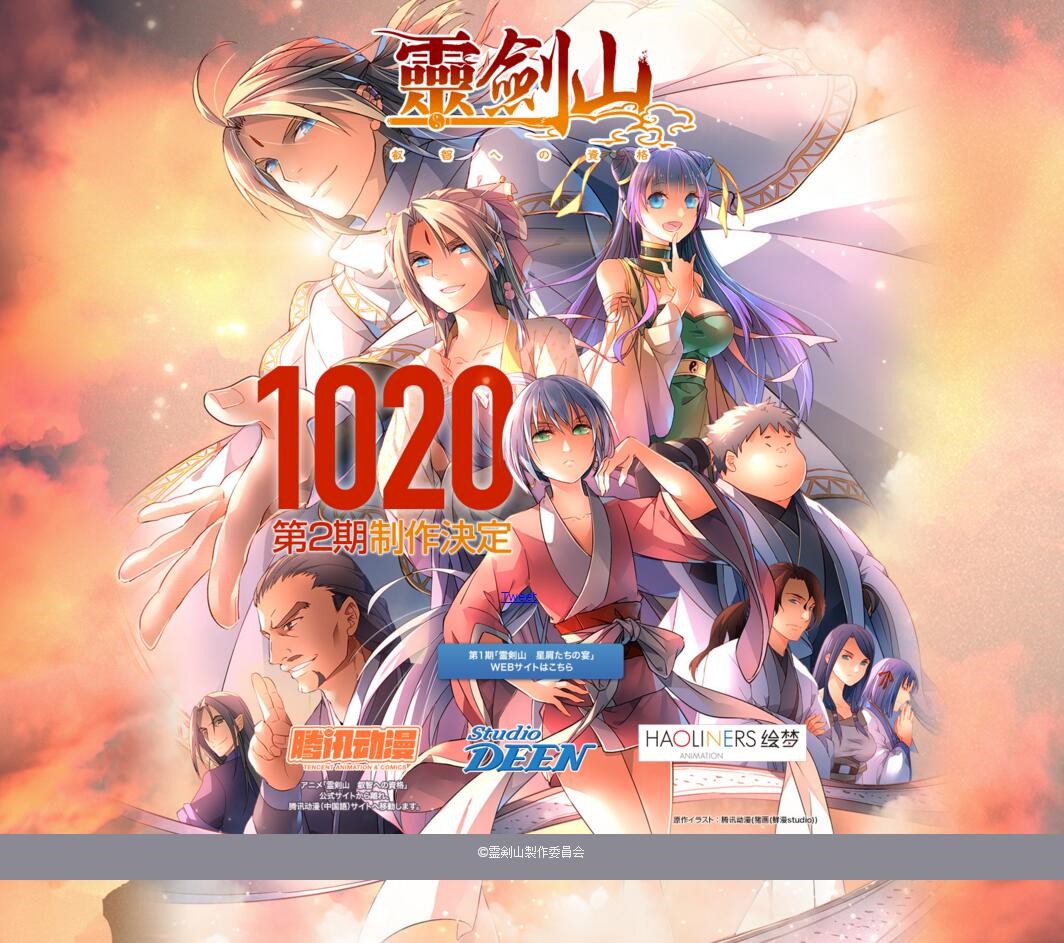 靈劍山
叡智への資格
1020
第2期制作決定
Tweet
第1期「霊剣山　星屑たちの宴」
WEBサイトはこちら
腾讯动漫
TENCENT ANIMATION & COMICS
Studio
DEEN
HAOLINERS 绘梦
ANIMATION
アニメ「霊剣山　叡智への資格」
公式サイトから離れ、
腾讯动漫(中国語)サイトへ移動します。
原作イラスト：腾讯动漫(猪画(鲜漫studio))
©霊剣山製作委員会